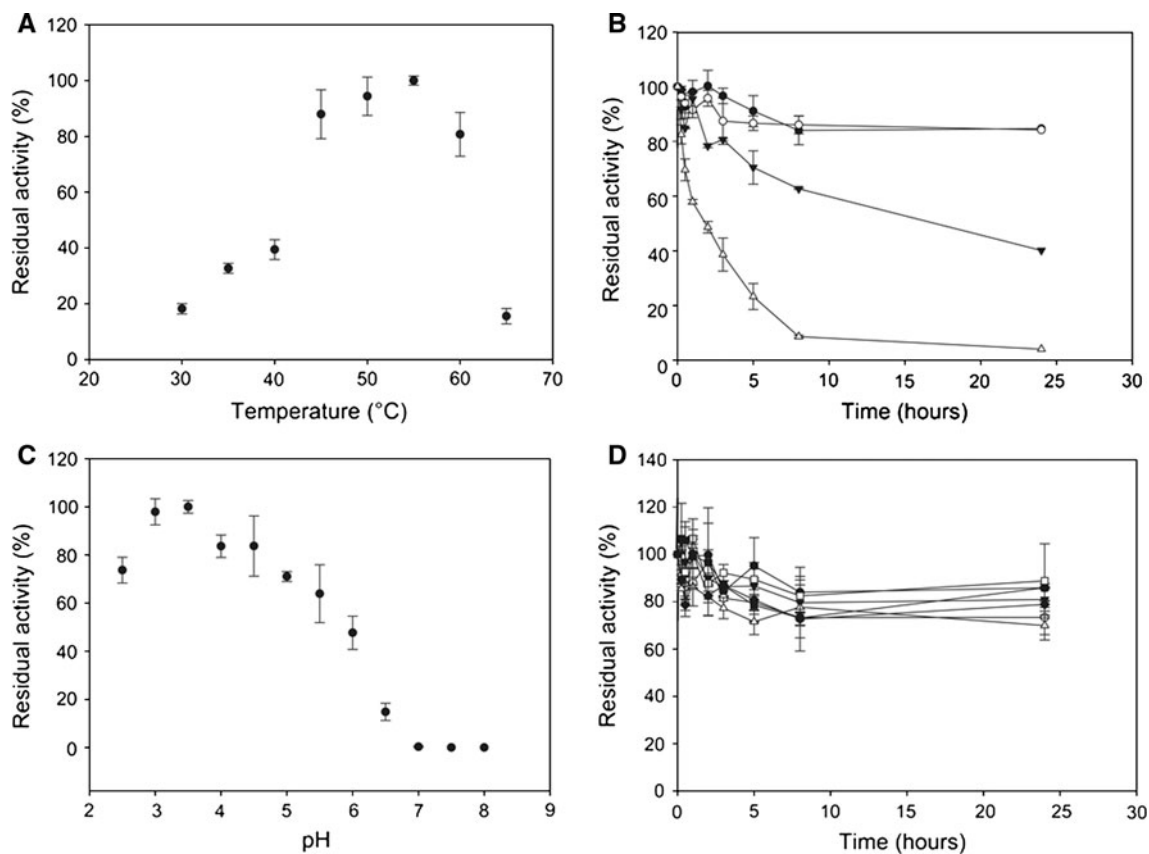 A
Residual activity (%)
120
100
80
60
40
20
0
20 30 40 50 60 70
Temperature (°C)
B
Residual activity (%)
120
100
80
60
40
20
0
0 5 10 15 20 25 30
Time (hours)
C
Residual activity (%)
120
100
80
60
40
20
0
2 3 4 5 6 7 8 9
pH
D
Residual activity (%)
140
120
100
80
60
40
20
0
0 5 10 15 20 25 30
Time (hours)